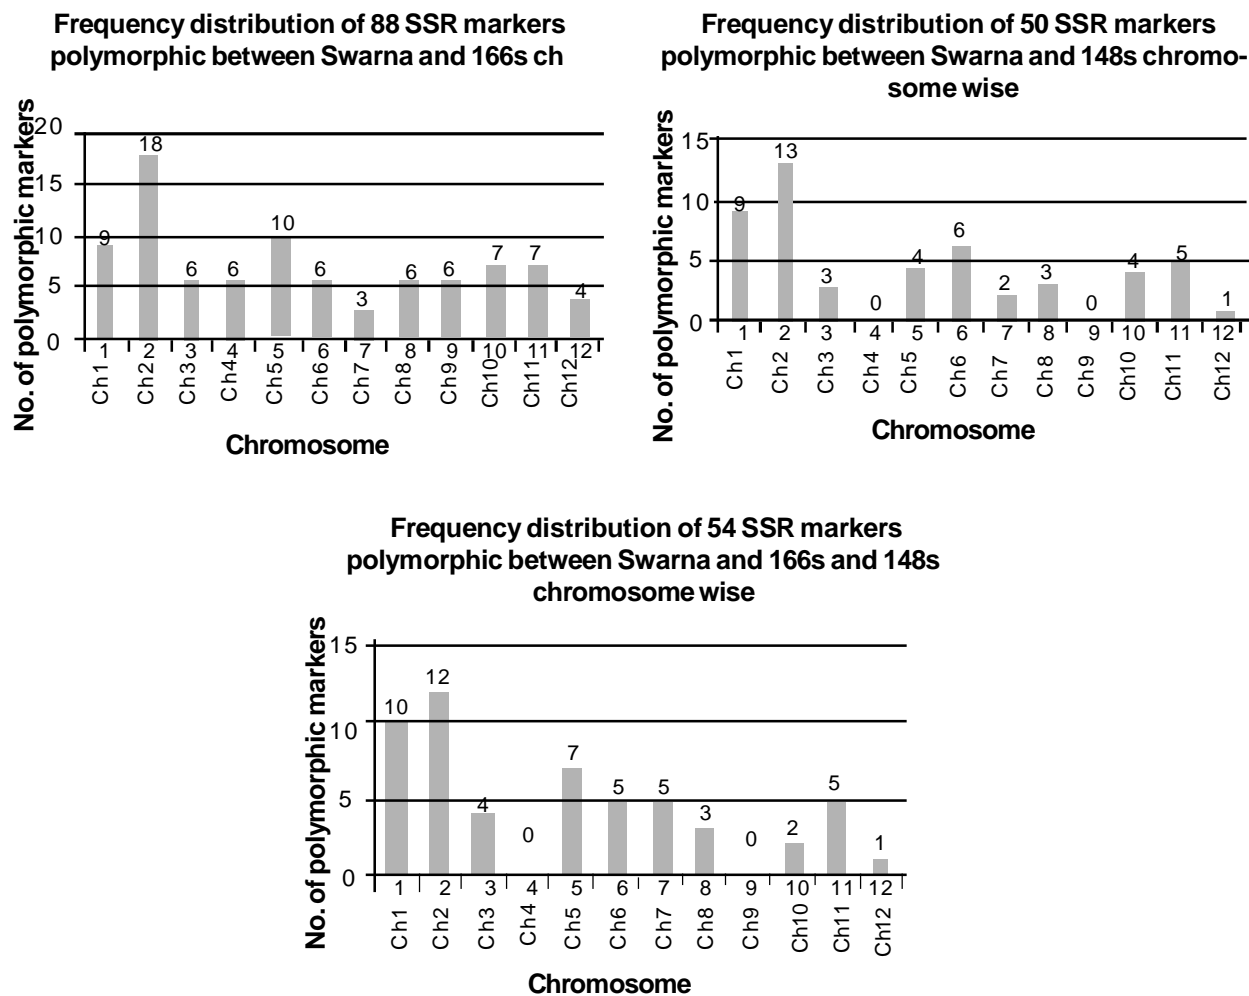 Frequency distribution of 88 SSR markers
polymorphic between Swarna and 166s ch
No. of polymorphic markers
20
15
10
5
0
9
18
6
6
10
6
3
6
6
7
7
4
1 2 3 4 5 6 7 8 9 10 11 12
Ch1 Ch2 Ch3 Ch4 Ch5 Ch6 Ch7 Ch8 Ch9 Ch10 Ch11 Ch12
Chromosome
Frequency distribution of 50 SSR markers
polymorphic between Swarna and 148s chromo-
some wise
No. of polymorphic markers
15
10
5
0
9
13
3
0
4
6
2
3
0
4
5
1
1 2 3 4 5 6 7 8 9 10 11 12
Ch1 Ch2 Ch3 Ch4 Ch5 Ch6 Ch7 Ch8 Ch9 Ch10 Ch11 Ch12
Chromosome
Frequency distribution of 54 SSR markers
polymorphic between Swarna and 166s and 148s
chromosome wise
No. of polymorphic markers
15
10
5
0
10
12
4
0
7
5
5
3
0
2
5
1
1 2 3 4 5 6 7 8 9 10 11 12
Ch1 Ch2 Ch3 Ch4 Ch5 Ch6 Ch7 Ch8 Ch9 Ch10 Ch11 Ch12
Chromosome